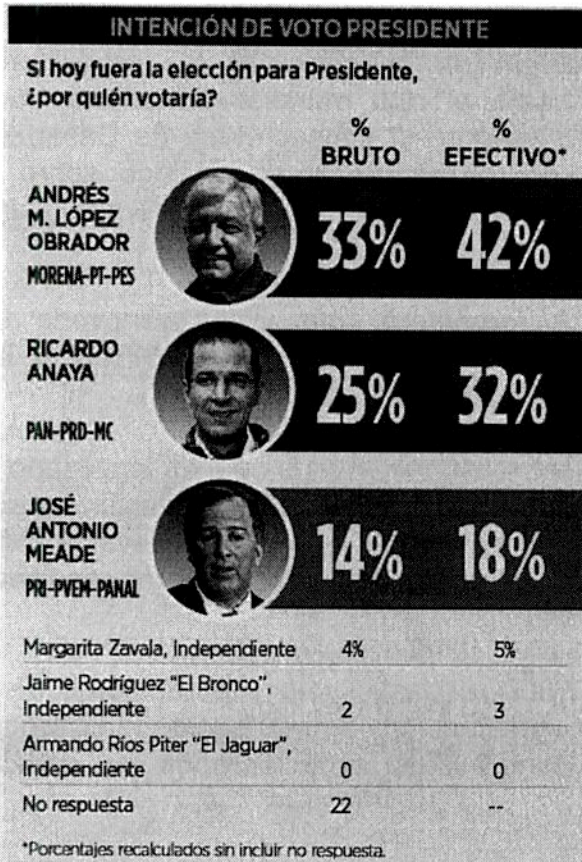 INTENCIÓN DE VOTO PRESIDENTE
Si hoy fuera la elección para Presidente,
¿por quién votaría?
% %
BRUTO EFECTIVO*
ANDRÉS
M. LÓPEZ
OBRADOR
MORENA-PT-PES
33% 42%
RICARDO
ANAYA
PAN-PRD-MC
25% 32%
JOSÉ
ANTONIO
MEADE
PRI-PVEM-PANAL
14% 18%
Margarita Zavala, Independiente 4% 5%
Jaime Rodríguez "El Bronco",
Independiente 2 3
Armando Ríos Piter "El Jaguar",
Independiente 0 0
No respuesta 22 --
*Porcentajes recalculados sin incluir no respuesta.